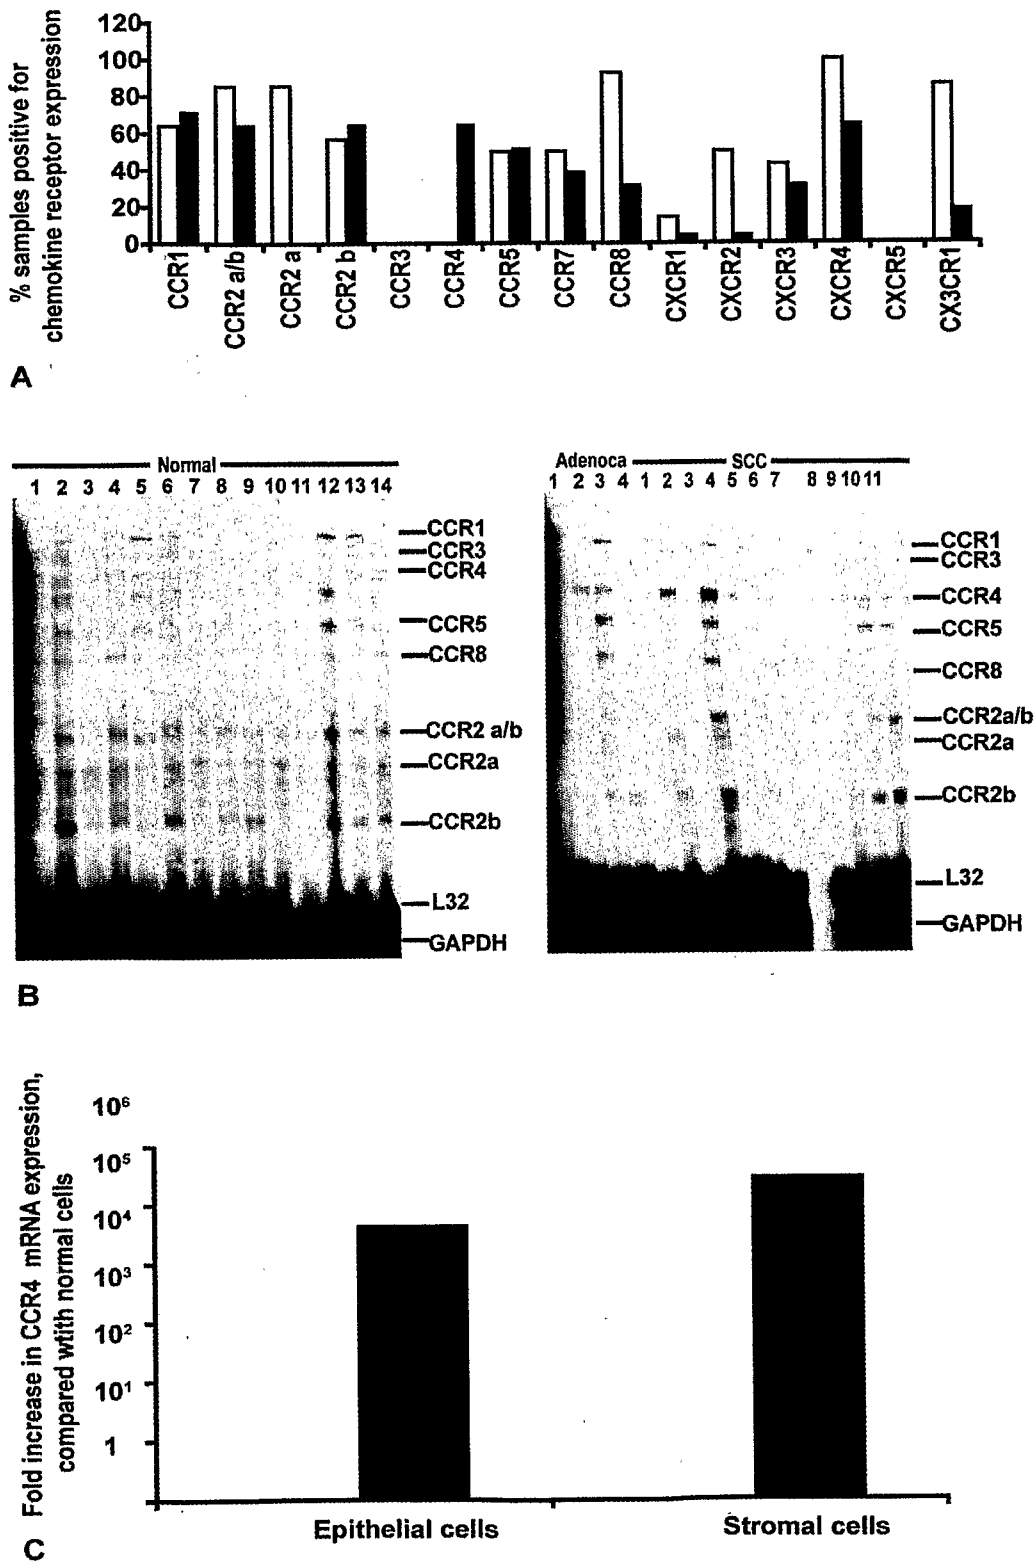 % samples positive for
chemokine receptor expression
120
100
80
60
40
20
0
CCR1
CCR2 a/b
CCR2 a
CCR2 b
CCR3
CCR4
CCR5
CCR7
CCR8
CXCR1
CXCR2
CXCR3
CXCR4
CXCR5
CX3CR1
A
Normal
1 2 3 4 5 6 7 8 9 10 11 12 13 14
CCR1
CCR3
CCR4
CCR5
CCR8
CCR2 a/b
CCR2a
CCR2b
L32
GAPDH
Adenoca SCC
1 2 3 4 1 2 3 4 5 6 7 8 9 10 11
CCR1
CCR3
CCR4
CCR5
CCR8
CCR2a/b
CCR2a
CCR2b
L32
GAPDH
B
Fold increase in CCR4 mRNA expression,
compared wtith normal cells
10⁶
10⁵
10⁴
10³
10²
10¹
1
Epithelial cells
Stromal cells
C